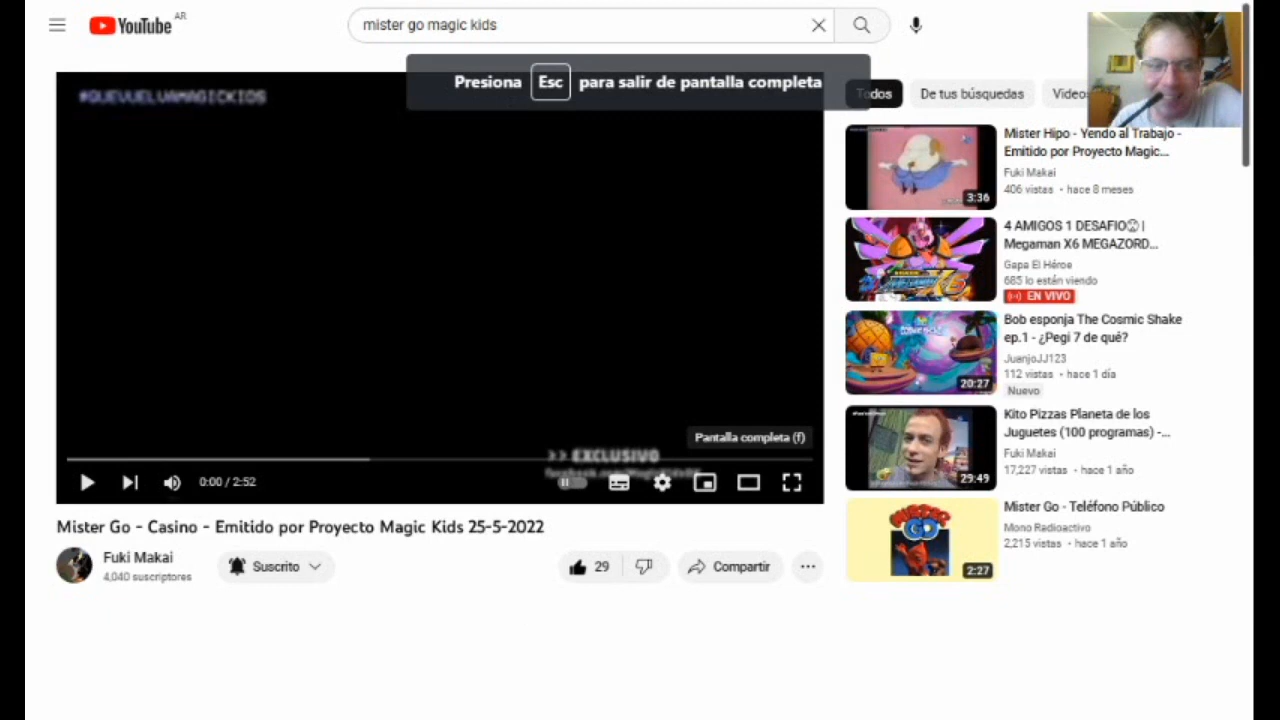 YouTube AR
mister go magic kids
Presiona Esc para salir de pantalla completa
#QUEVUELVAMAGICKIDS
Todos
De tus búsquedas
Videos
Mister Hipo - Yendo al Trabajo -
Emitido por Proyecto Magic...
Fuki Makai
406 vistas • hace 8 meses
3:36
4 AMIGOS 1 DESAFIO😲 |
Megaman X6 MEGAZORD...
Gapa El Héroe
685 lo están viendo
EN VIVO
Bob esponja The Cosmic Shake
ep.1 - ¿Pegi 7 de qué?
JuanjoJJ123
112 vistas • hace 1 día
Nuevo
20:27
Kito Pizzas Planeta de los
Juguetes (100 programas) -...
Fuki Makai
17,227 vistas • hace 1 año
29:49
Mister Go - Teléfono Público
Mono Radioactivo
2,215 vistas • hace 1 año
MISTER
GO
2:27
Pantalla completa (f)
>> EXCLUSIVO
0:00 / 2:52
Mister Go - Casino - Emitido por Proyecto Magic Kids 25-5-2022
Fuki Makai
4,040 suscriptores
Suscrito
29
Compartir